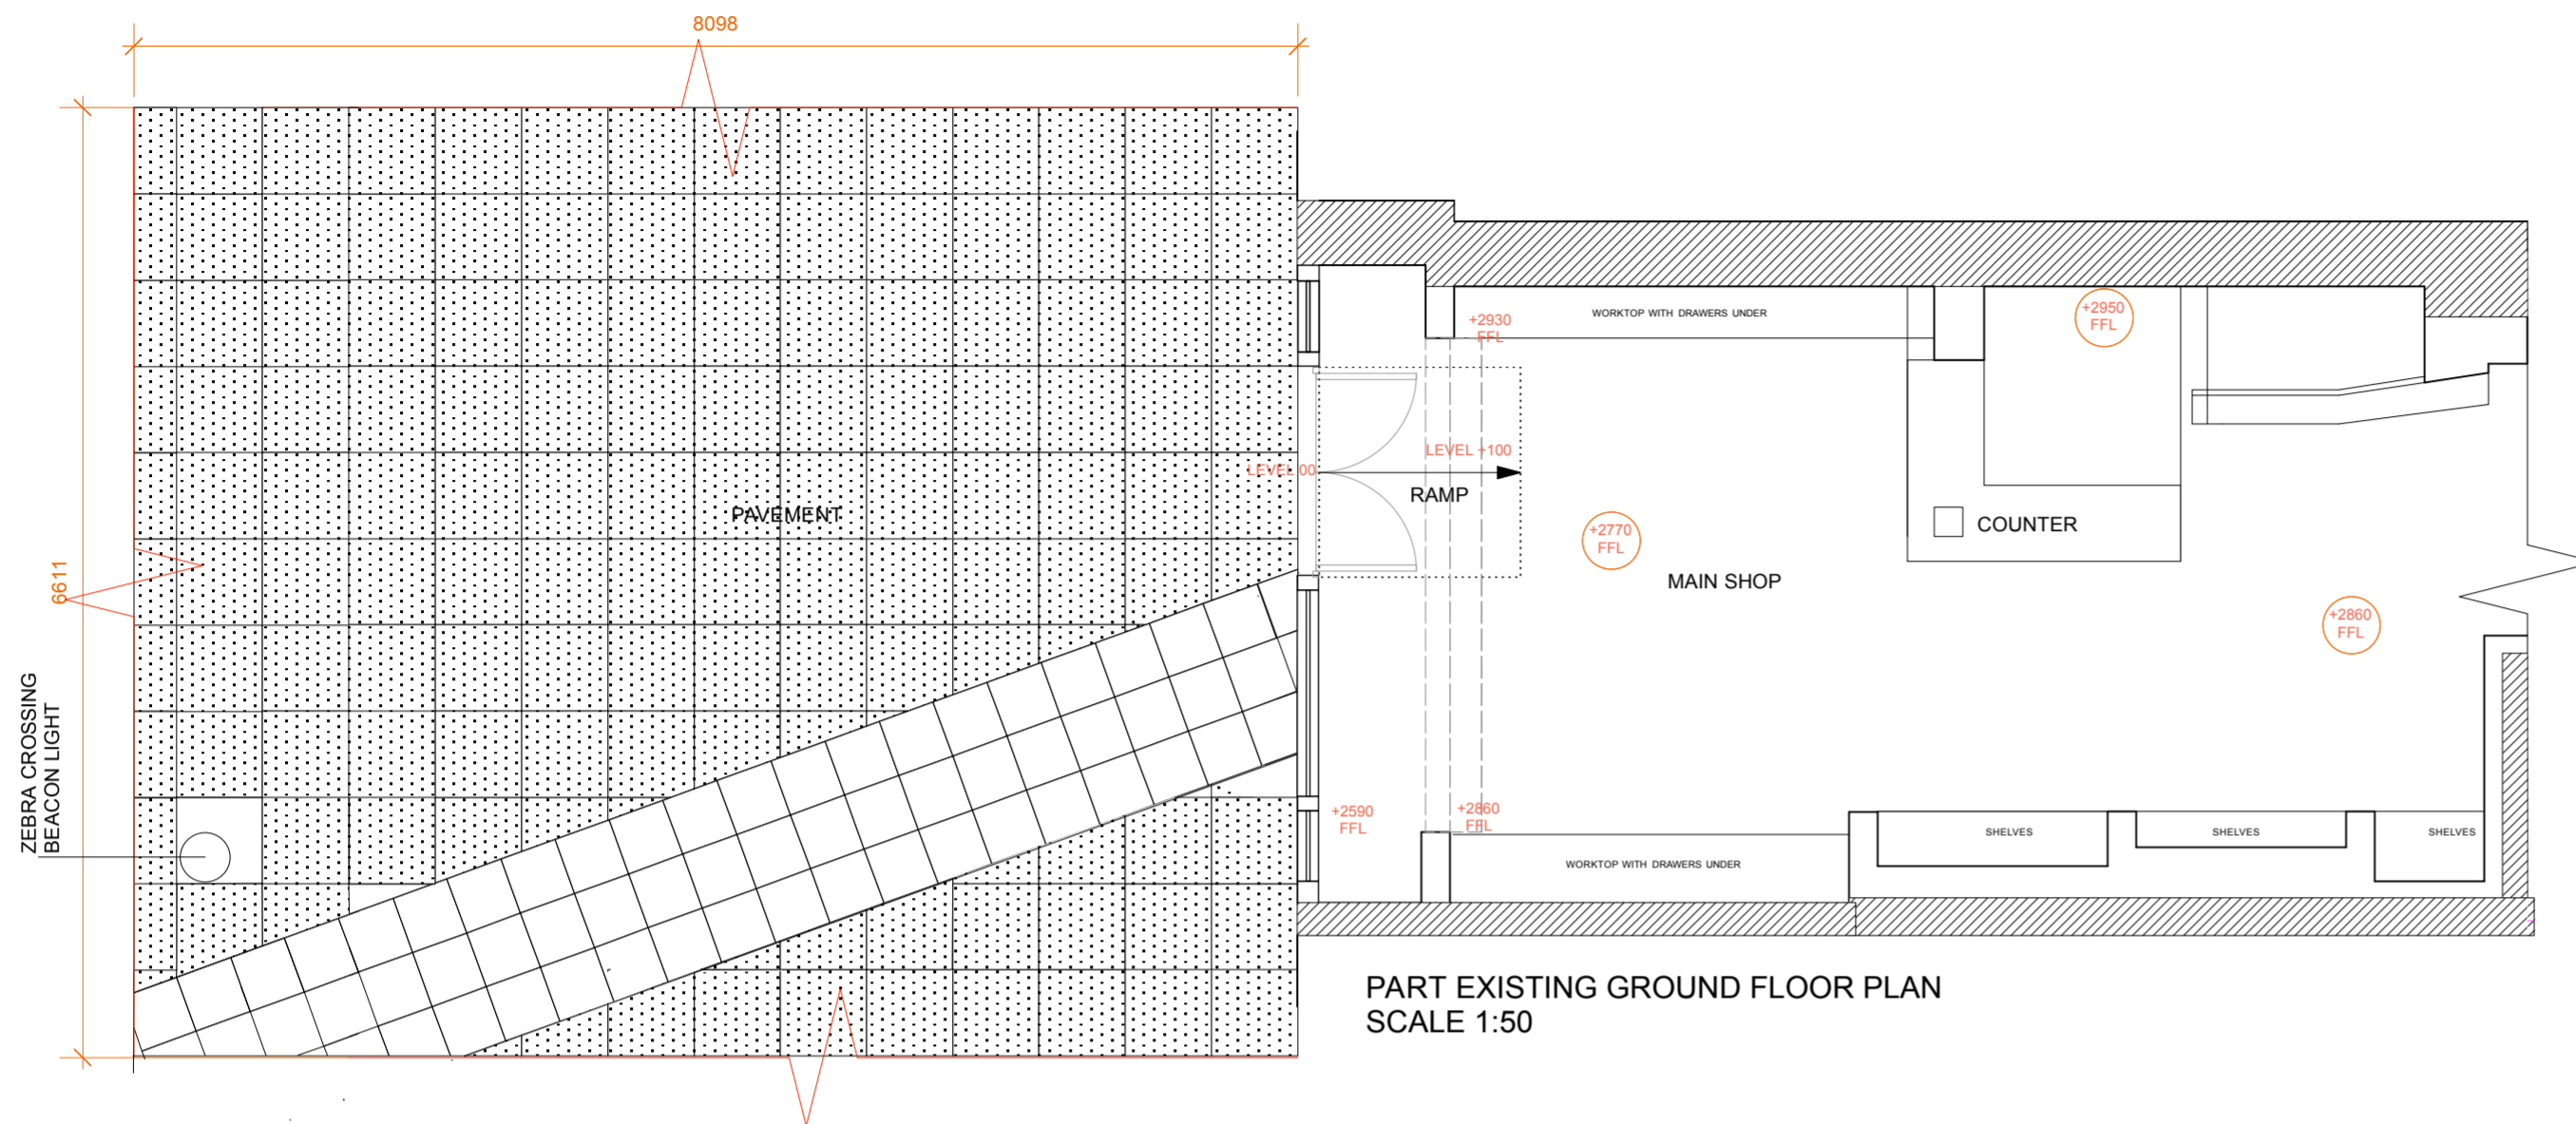 8098
6611
ZEBRA CROSSING
BEACON LIGHT
PAVEMENT
LEVEL 00
LEVEL +100
RAMP
+2930
FFL
WORKTOP WITH DRAWERS UNDER
+2950
FFL
+2770
FFL
MAIN SHOP
COUNTER
+2860
FFL
+2590
FFL
+2860
FFL
WORKTOP WITH DRAWERS UNDER
SHELVES
SHELVES
SHELVES
PART EXISTING GROUND FLOOR PLAN
SCALE 1:50